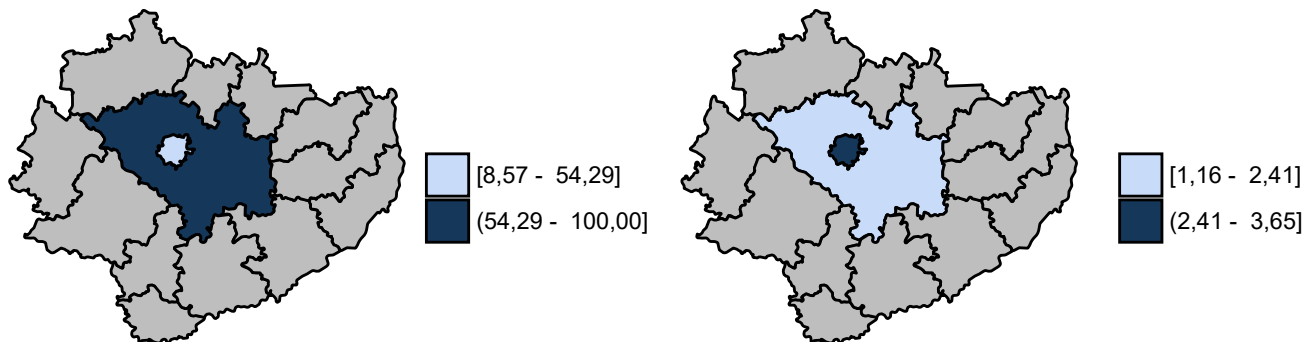 [8,57 -  54,29]
(54,29 -  100,00]
[1,16 -  2,41]
(2,41 -  3,65]